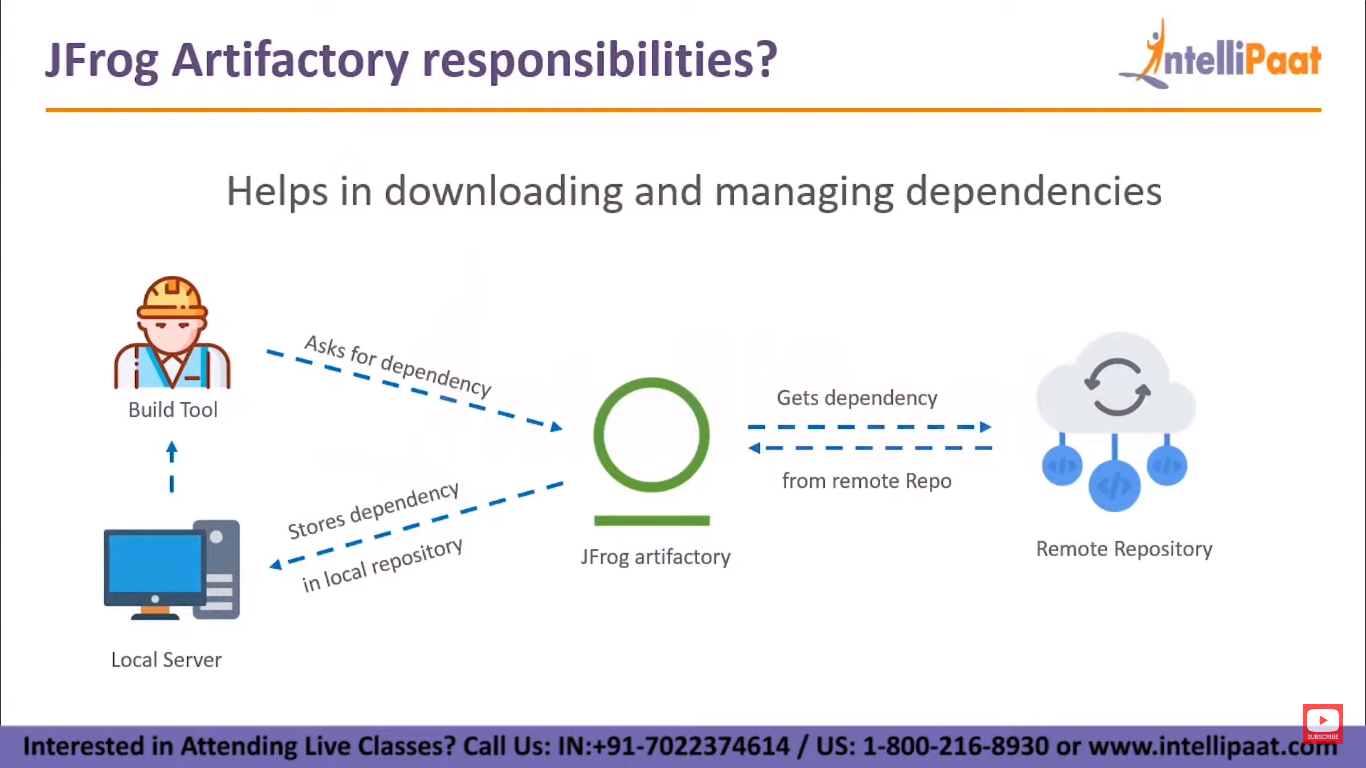 JFrog Artifactory responsibilities?
IntelliPaat
Helps in downloading and managing dependencies
Asks for dependency
Build Tool
Gets dependency
from remote Repo
Stores dependency
in local repository
JFrog artifactory
Remote Repository
Local Server
SUBSCRIBE
Interested in Attending Live Classes? Call Us: IN:+91-7022374614 / US: 1-800-216-8930 or www.intellipaat.com